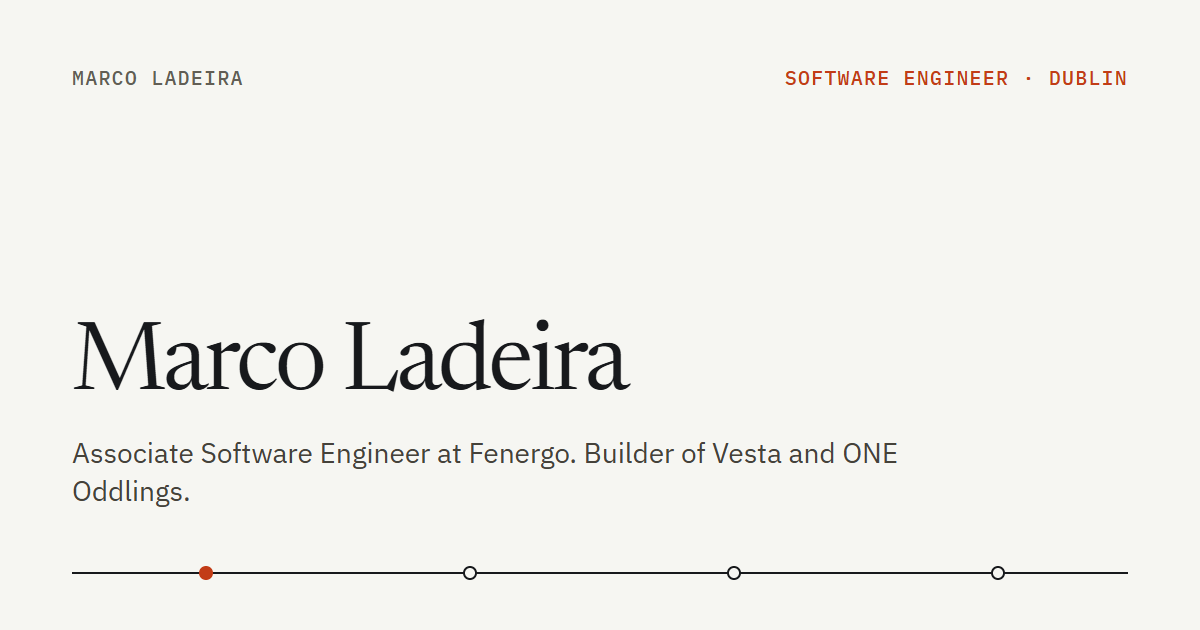 MARCO LADEIRA
SOFTWARE ENGINEER · DUBLIN
Marco Ladeira
Associate Software Engineer at Fenergo. Builder of Vesta and ONE
Oddlings.